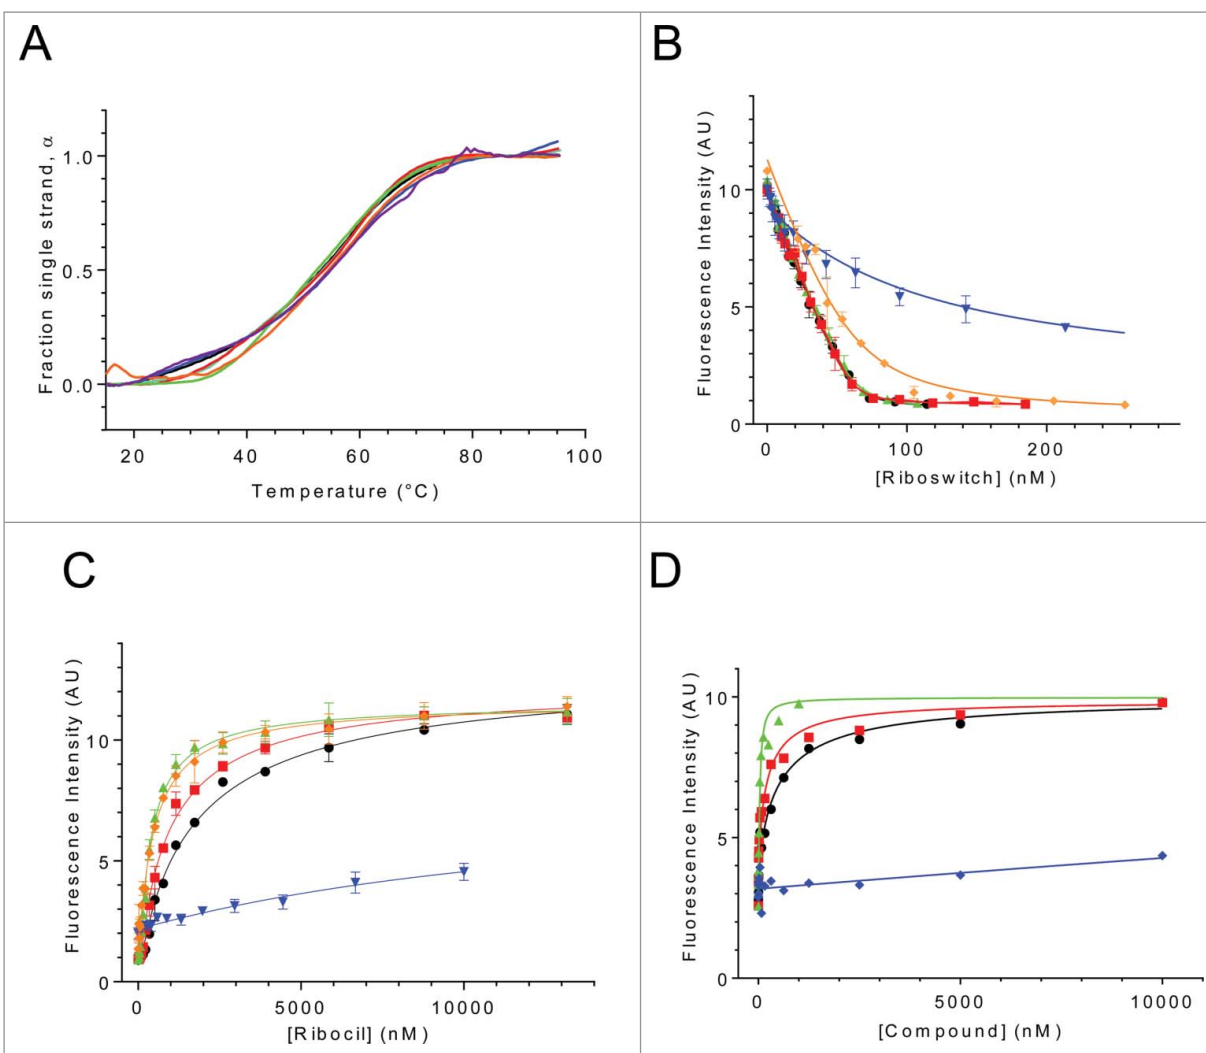 A
Fraction single strand, α
1.0
0.5
0.0
20 40 60 80 100
Temperature (°C)
B
Fluorescence Intensity (AU)
10
5
0
0 100 200
[Riboswitch] (nM)
C
Fluorescence Intensity (AU)
10
5
0
0 5000 10000
[Ribocil] (nM)
D
Fluorescence Intensity (AU)
10
5
0
0 5000 10000
[Compound] (nM)